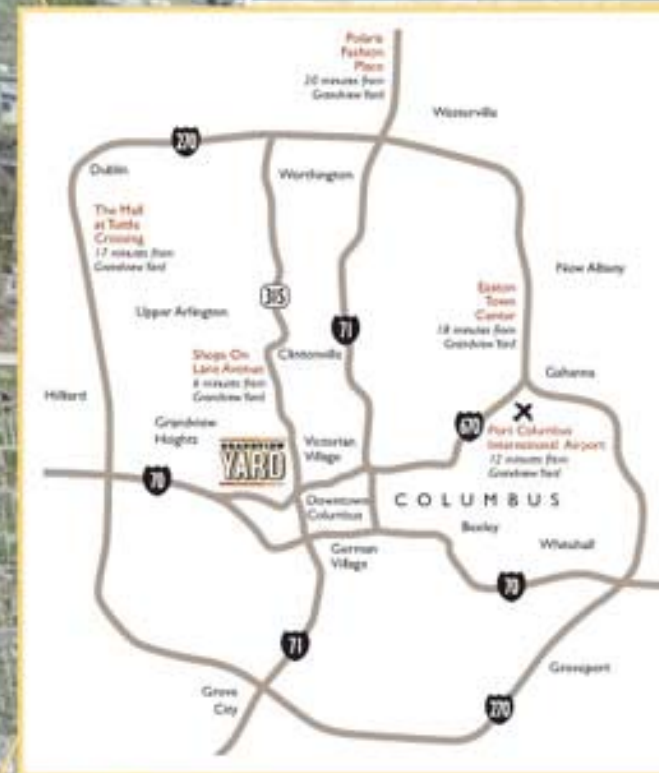 Polaris
Fashion
Place
20 minutes from
Grandview Yard
Westerville
270
Dublin
Worthington
The Mall
at Tuttle
Crossing
17 minutes from
Grandview Yard
New Albany
Easton
Town
Center
18 minutes from
Grandview Yard
315
Upper Arlington
71
Clintonville
Shops On
Lane Avenue
6 minutes from
Grandview Yard
Gahanna
Hilliard
Grandview
Heights
670
Port Columbus
International Airport
12 minutes from
Grandview Yard
GRANDVIEW
YARD
Victorian
Village
70
Downtown
Columbus
COLUMBUS
Bexley
Whitehall
German
Village
70
71
Groveport
Grove
City
270